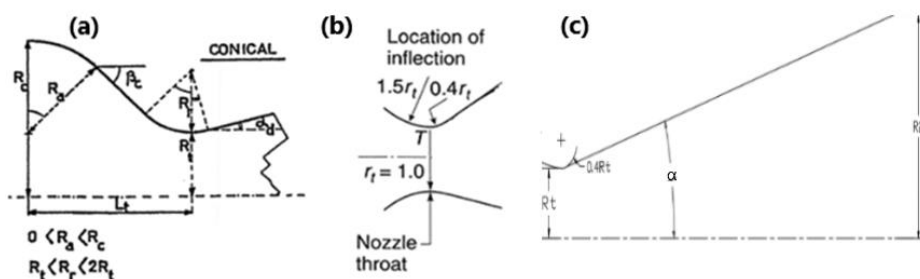 (a)
CONICAL
R_c
R_a
β_c
R_r
R_t
L_t
0 <R_a<R_c
R_t<R_r<2R_t
(b)
Location of
inflection
1.5r_t
0.4r_t
T
r_t = 1.0
Nozzle
throat
(c)
0.4Rt
Rt
α